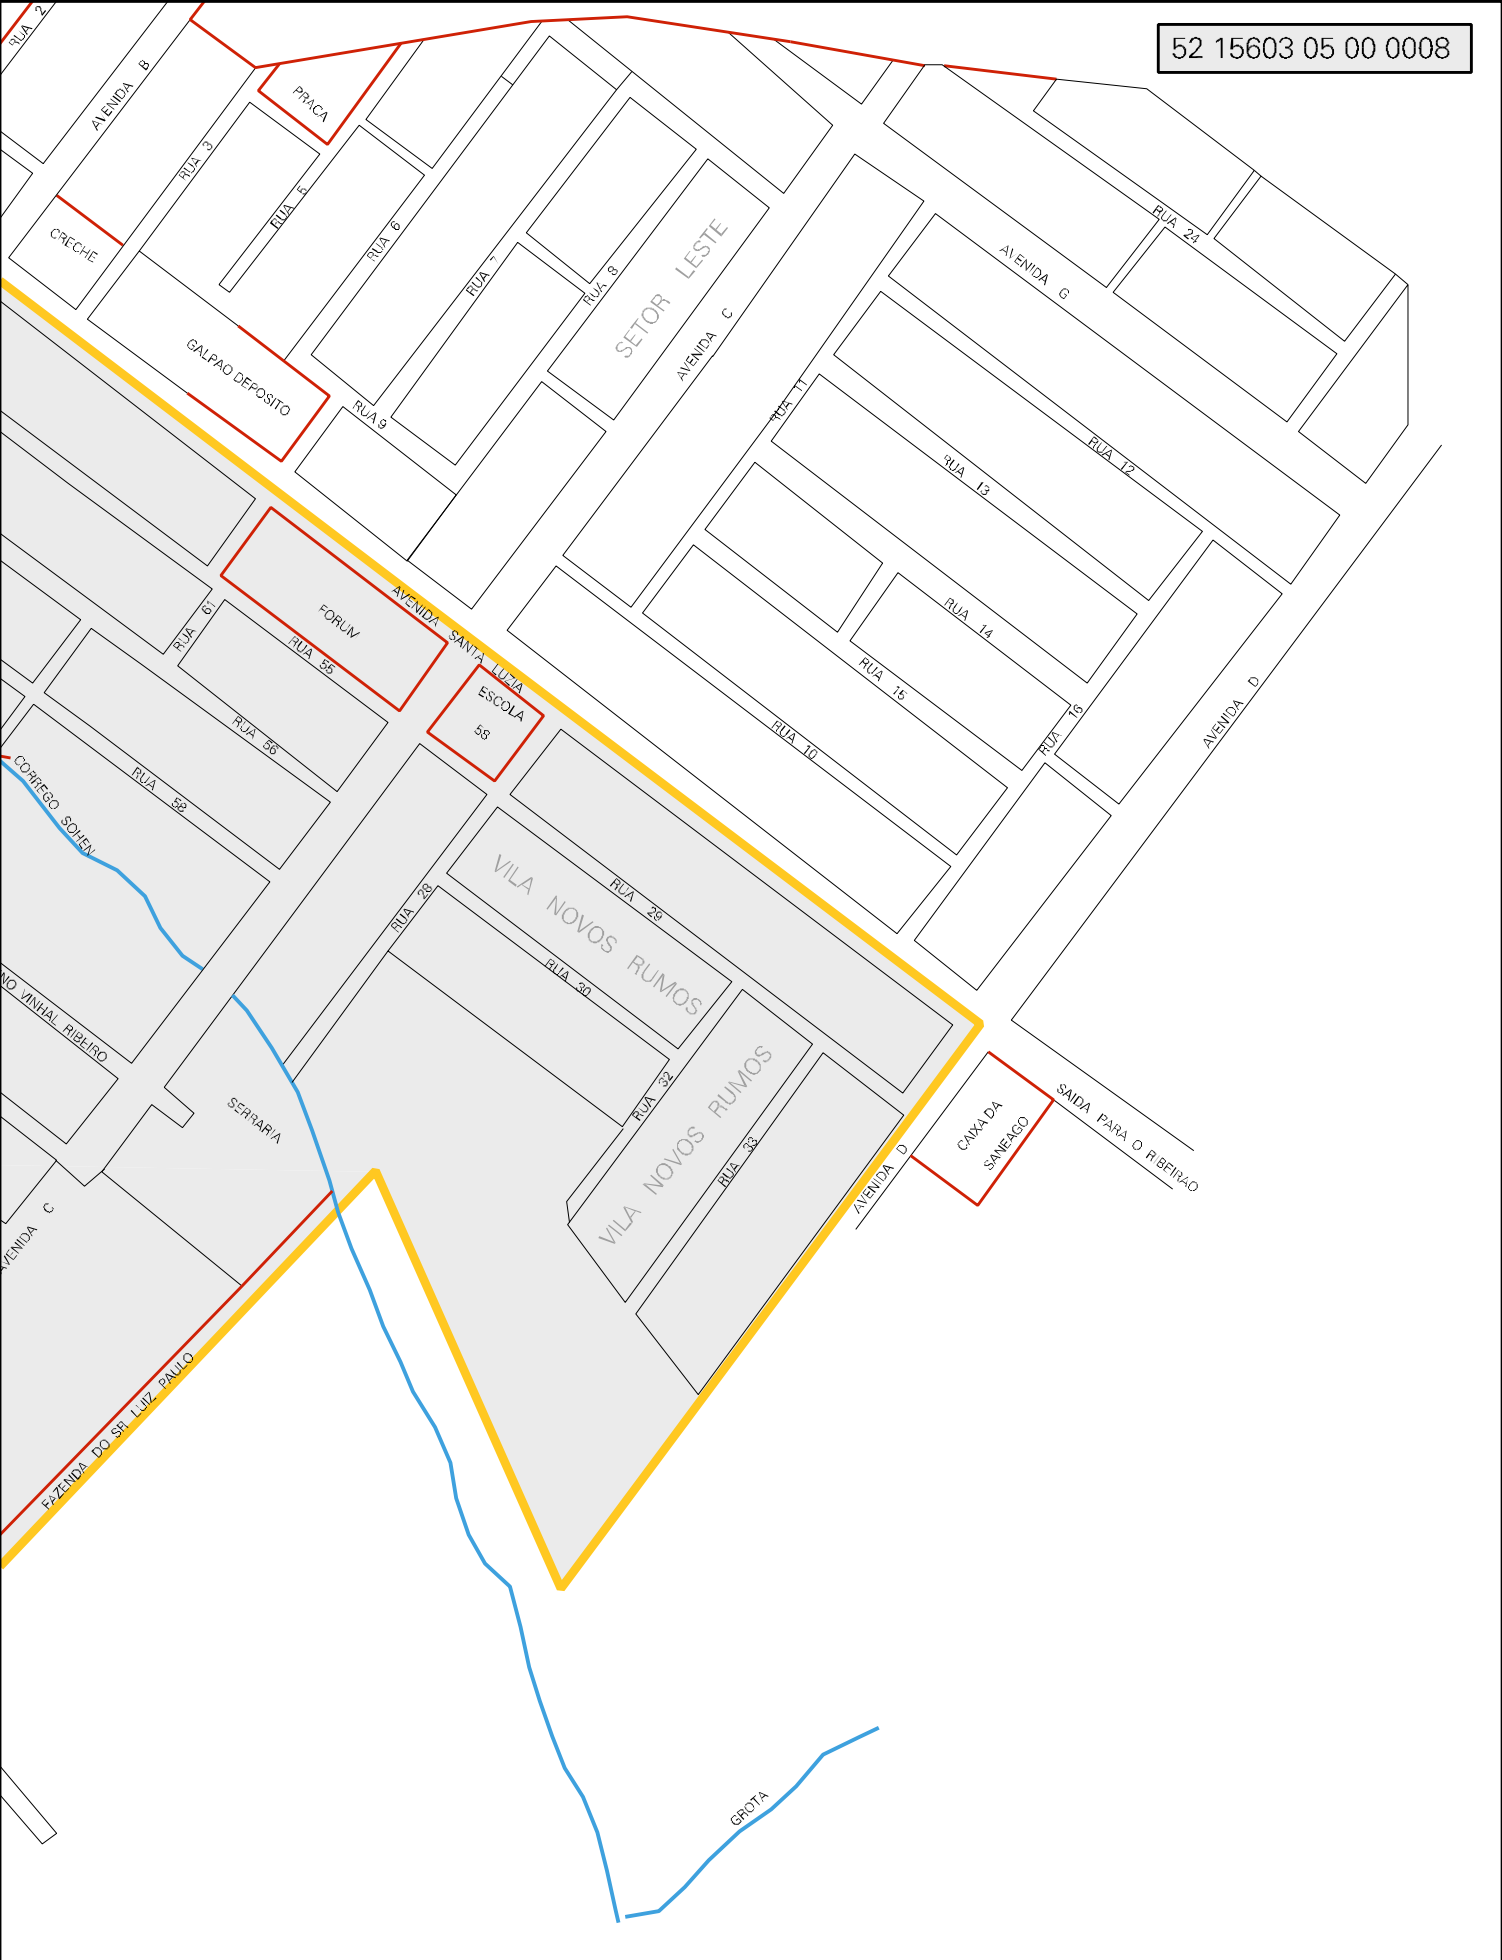 52 15603 05 00 0008
RUA 2
AVENIDA B
PRACA
RUA 3
RUA 5
CRECHE
RUA 6
RUA 7
RUA 8
SETOR LESTE
AVENIDA C
RUA 24
AVENIDA G
GALPAO DEPOSITO
RUA 9
RUA 11
RUA 12
RUA 13
RUA 14
RUA 15
RUA 16
RUA 10
AVENIDA D
AVENIDA SANTA LUZIA
FORUM
RUA 61
RUA 55
ESCOLA
58
RUA 56
RUA 58
CORREGO SOHEN
RUA 28
VILA NOVOS RUMOS
RUA 29
RUA 30
NO VINHAL RIBEIRO
SERRARIA
RUA 32
VILA NOVOS RUMOS
RUA 33
AVENIDA D
CAIXA DA
SANEAGO
SAIDA PARA O RIBEIRAO
AVENIDA C
FAZENDA DO SR LUIZ PAULO
GROTA